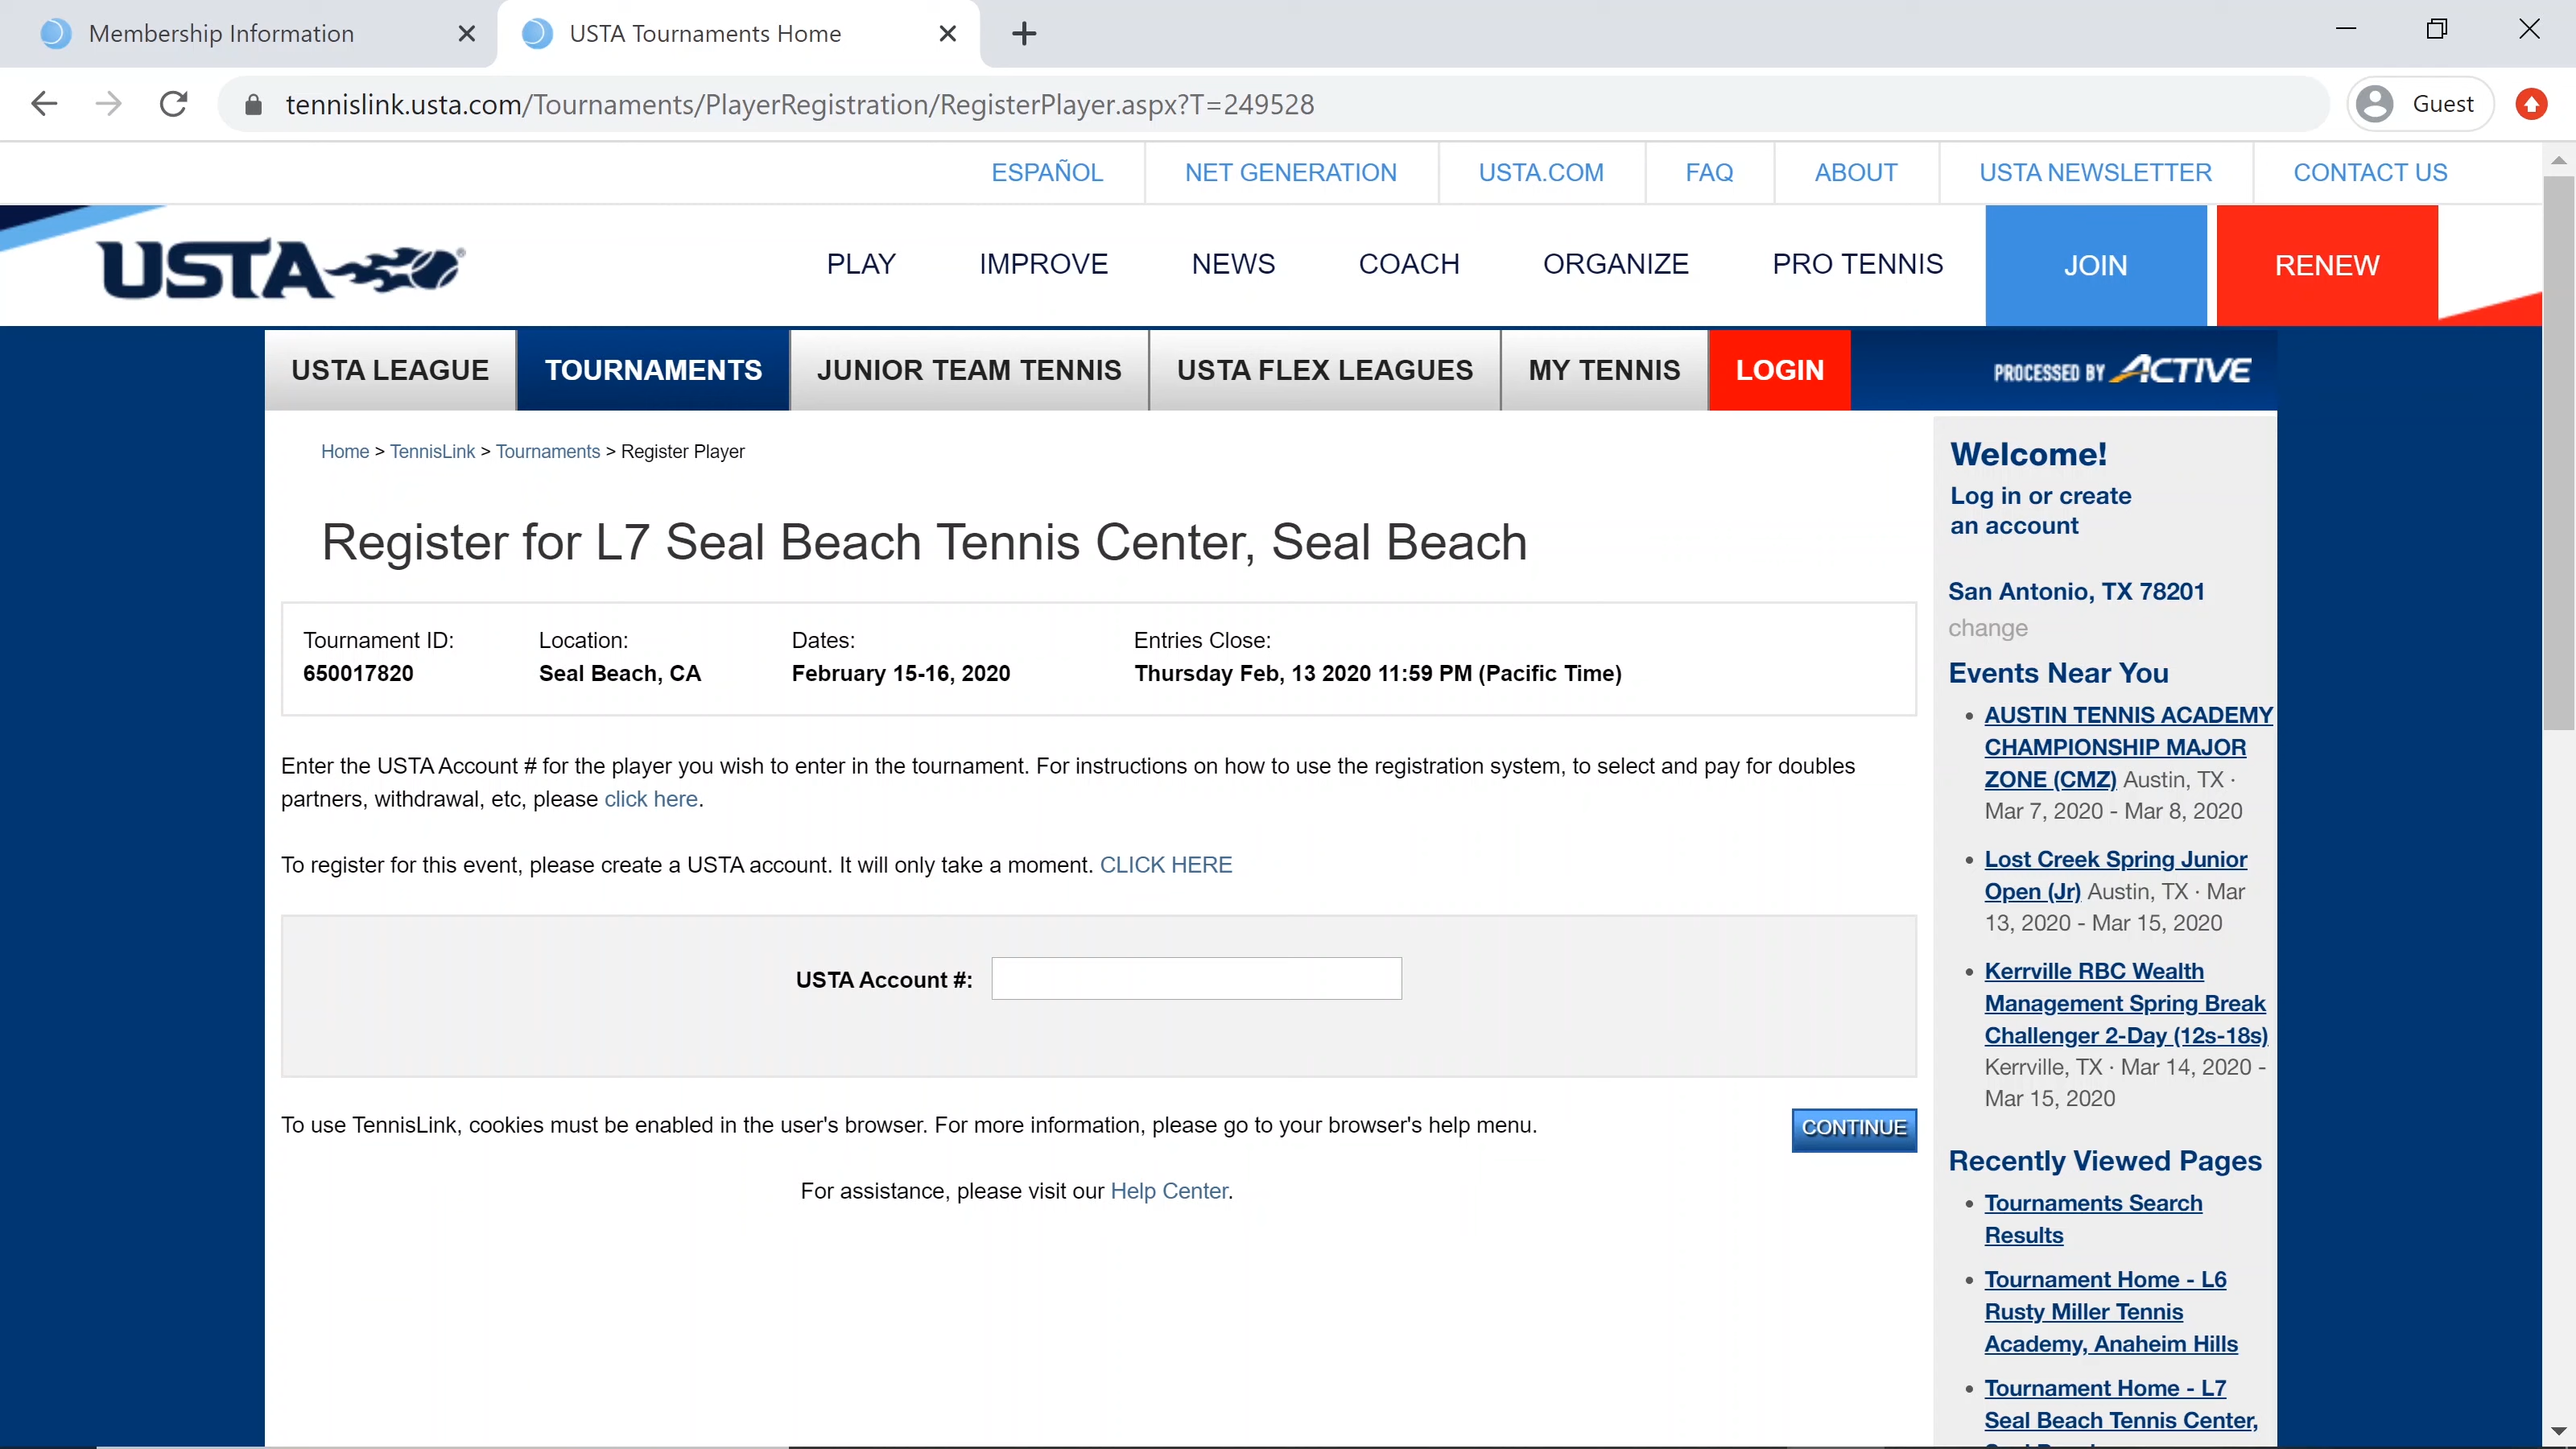 Membership Information
USTA Tournaments Home
tennislink.usta.com/Tournaments/PlayerRegistration/RegisterPlayer.aspx?T=249528
Guest
ESPAÑOL
NET GENERATION
USTA.COM
FAQ
ABOUT
USTA NEWSLETTER
CONTACT US
USTA
PLAY
IMPROVE
NEWS
COACH
ORGANIZE
PRO TENNIS
JOIN
RENEW
USTA LEAGUE
TOURNAMENTS
JUNIOR TEAM TENNIS
USTA FLEX LEAGUES
MY TENNIS
LOGIN
PROCESSED BY ACTIVE
Home > TennisLink > Tournaments > Register Player
Register for L7 Seal Beach Tennis Center, Seal Beach
Tournament ID:
650017820
Location:
Seal Beach, CA
Dates:
February 15-16, 2020
Entries Close:
Thursday Feb, 13 2020 11:59 PM (Pacific Time)
Enter the USTA Account # for the player you wish to enter in the tournament. For instructions on how to use the registration system, to select and pay for doubles
partners, withdrawal, etc, please click here.
To register for this event, please create a USTA account. It will only take a moment. CLICK HERE
USTA Account #:
To use TennisLink, cookies must be enabled in the user's browser. For more information, please go to your browser's help menu.
CONTINUE
For assistance, please visit our Help Center.
Welcome!
Log in or create
an account
San Antonio, TX 78201
change
Events Near You
• AUSTIN TENNIS ACADEMY
CHAMPIONSHIP MAJOR
ZONE (CMZ) Austin, TX ·
Mar 7, 2020 - Mar 8, 2020
• Lost Creek Spring Junior
Open (Jr) Austin, TX · Mar
13, 2020 - Mar 15, 2020
• Kerrville RBC Wealth
Management Spring Break
Challenger 2-Day (12s-18s)
Kerrville, TX · Mar 14, 2020 -
Mar 15, 2020
Recently Viewed Pages
• Tournaments Search
Results
• Tournament Home - L6
Rusty Miller Tennis
Academy, Anaheim Hills
• Tournament Home - L7
Seal Beach Tennis Center,